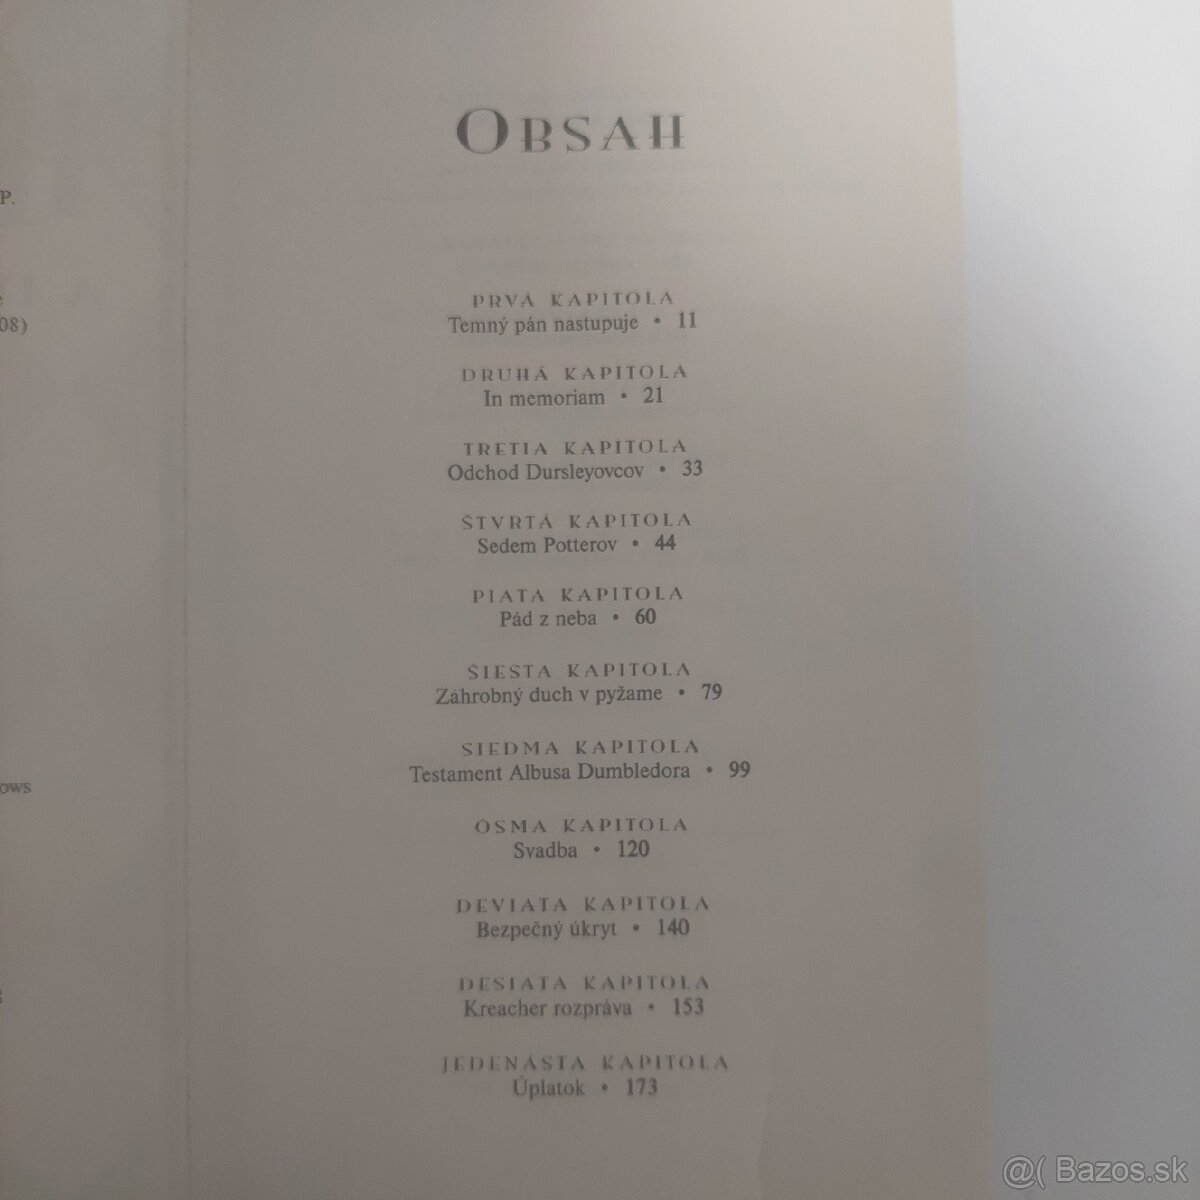 P.
08)
ows
OBSAH
PRVÁ KAPITOLA
Temný pán nastupuje • 11
DRUHÁ KAPITOLA
In memoriam • 21
TRETIA KAPITOLA
Odchod Dursleyovcov • 33
ŠTVRTÁ KAPITOLA
Sedem Potterov • 44
PIATA KAPITOLA
Pád z neba • 60
ŠIESTA KAPITOLA
Záhrobný duch v pyžame • 79
SIEDMA KAPITOLA
Testament Albusa Dumbledora • 99
ÔSMA KAPITOLA
Svadba • 120
DEVIATA KAPITOLA
Bezpečný úkryt • 140
DESIATA KAPITOLA
Kreacher rozpráva • 153
JEDENÁSTA KAPITOLA
Úplatok • 173
@( Bazos.sk